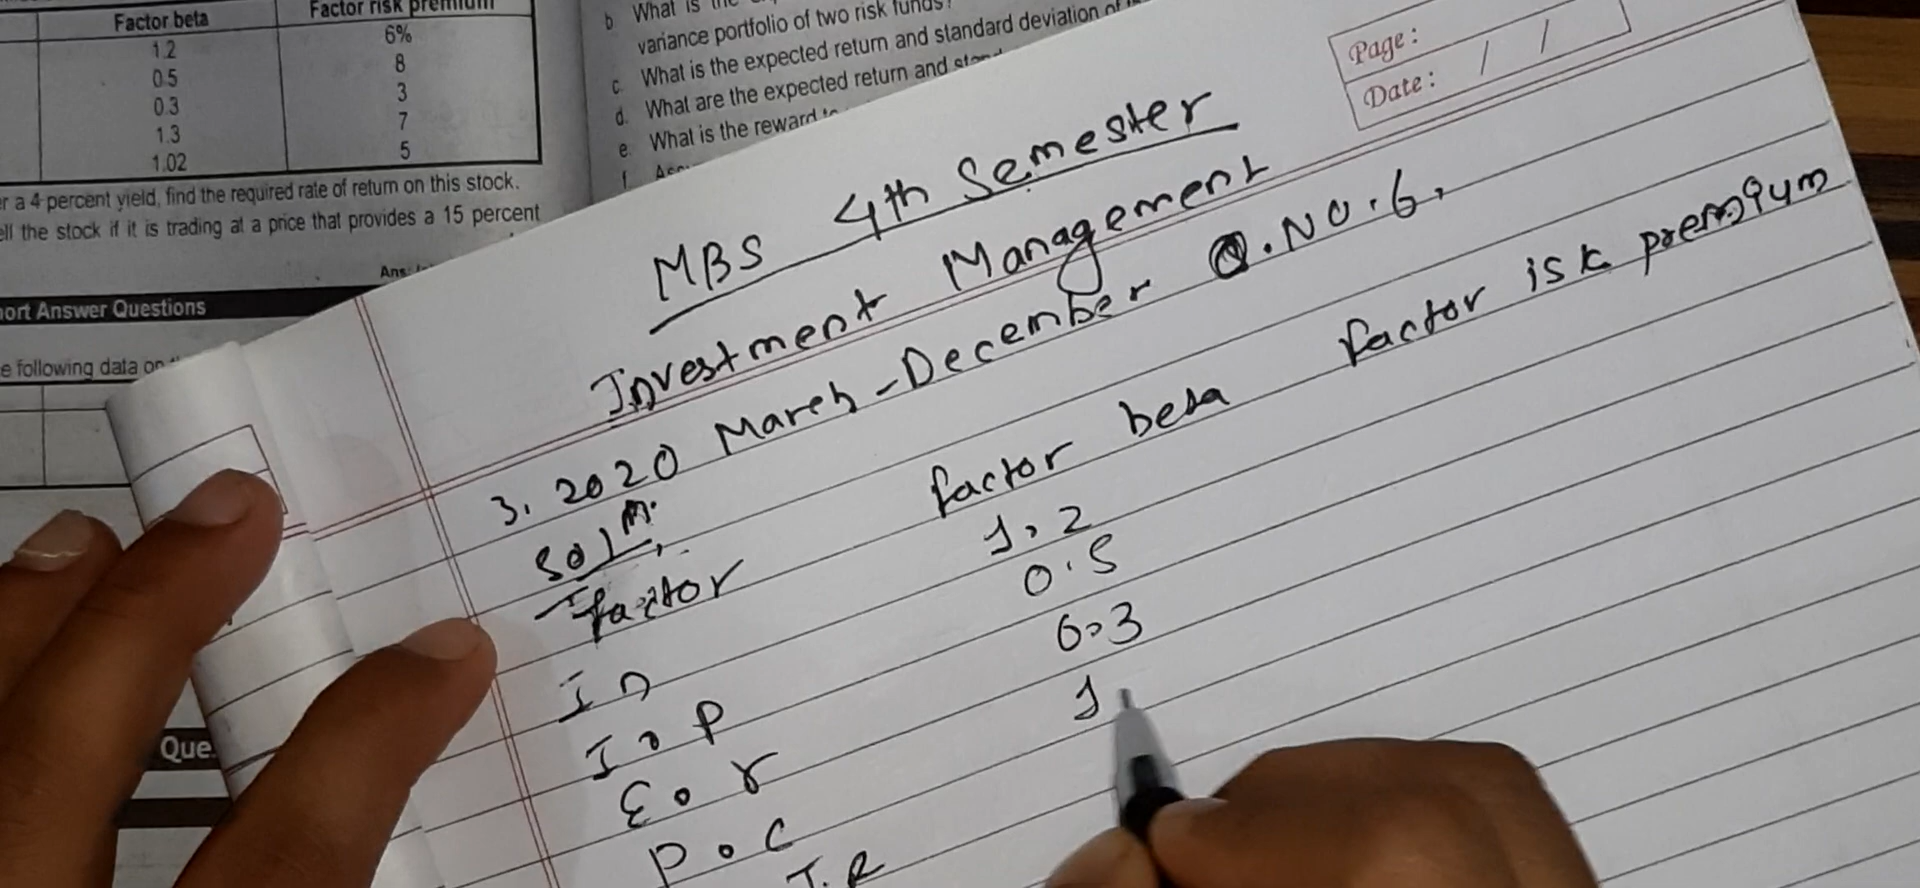 Factor beta Factor risk premium
1.2 6%
0.5 8
0.3 3
1.3 7
1.02 5
r a 4 percent yield, find the required rate of return on this stock.
ell the stock if it is trading at a price that provides a 15 percent
Ans:
ort Answer Questions
e following data on
Que
b What is the
variance portfolio of two risk funds?
c. What is the expected return and standard deviation of
d. What are the expected return and
e. What is the reward
f.
Page:
Date: / /
MBS 4th Semester
Investment Management
3. 2020 March-December Q.NO.6.
Soln.
factor factor beta factor isk premium
In 1.2
I.P 0.5
E.r 0.3
P.C 1
I.R